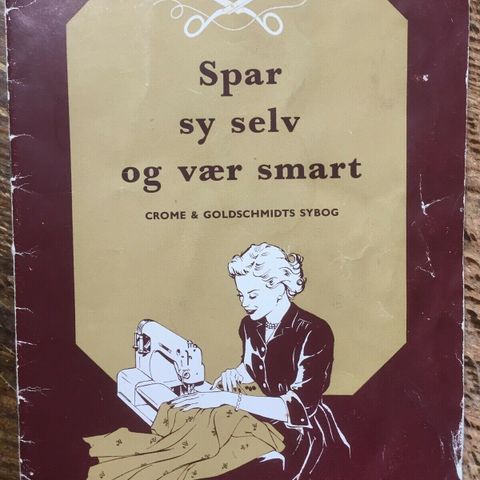 Spar
sy selv
og vær smart
CROME & GOLDSCHMIDTS SYBOG